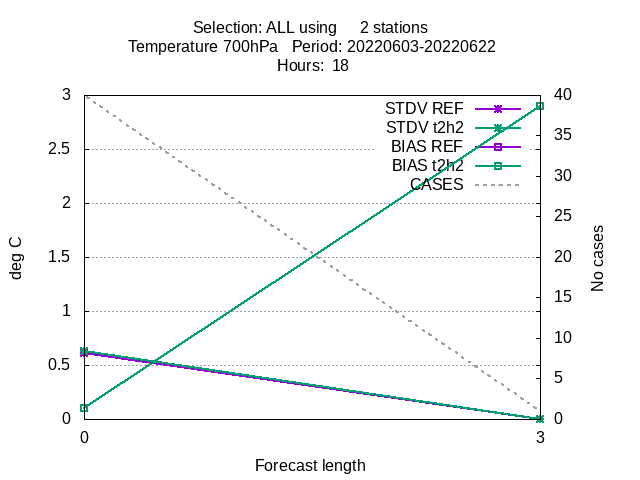 Selection: ALL using 2 stations
Temperature 700hPa Period: 20220603-20220622
Hours: 18
3
2.5
2
1.5
1
0.5
0
40
35
30
25
20
15
10
5
0
0
3
deg C
No cases
Forecast length
STDV REF
STDV t2h2
BIAS REF
BIAS t2h2
CASES